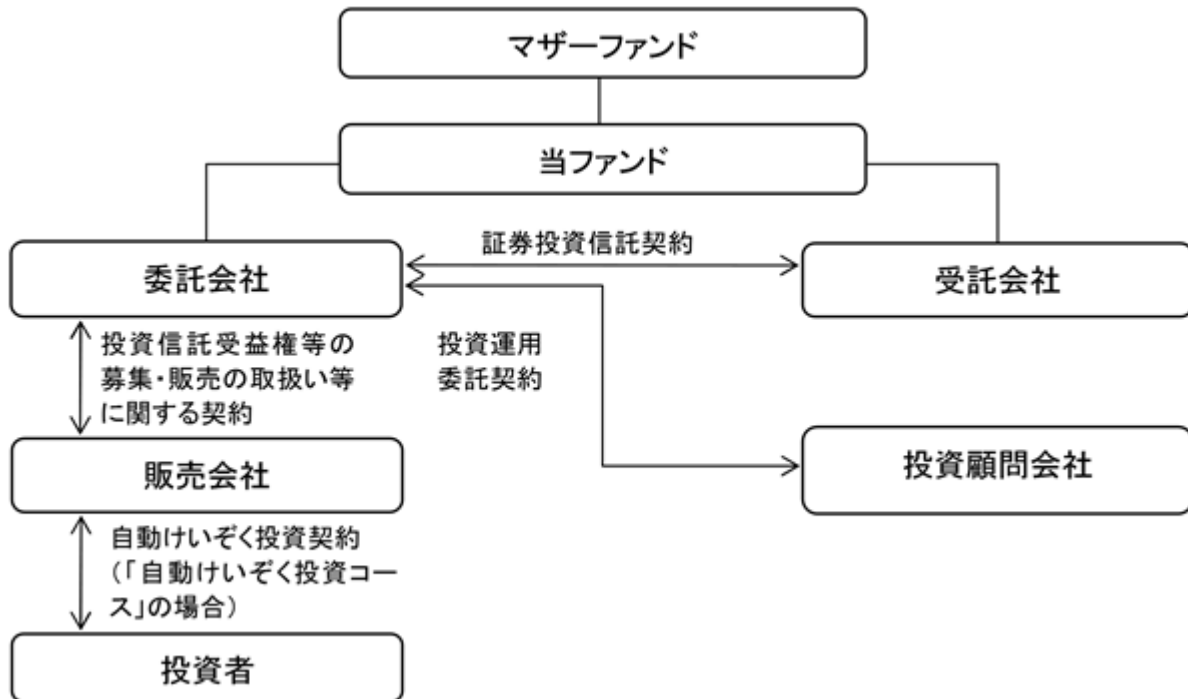 マザーファンド
当ファンド
証券投資信託契約
委託会社
受託会社
投資信託受益権等の
募集・販売の取扱い等
に関する契約
投資運用
委託契約
販売会社
投資顧問会社
自動けいぞく投資契約
(「自動けいぞく投資コー
ス」の場合)
投資者